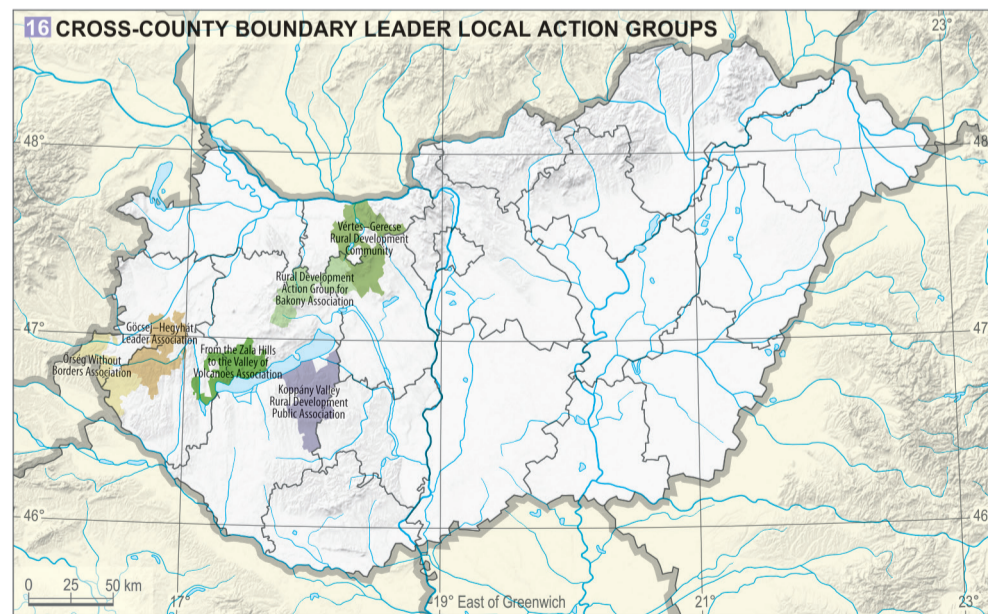 16 CROSS-COUNTY BOUNDARY LEADER LOCAL ACTION GROUPS
23°
48°
48
Vértes–Gerecse
Rural Development
Community
Rural Development
Action Group for
Bakony Association
47°
47
Göcsej–Hegyhát
Leader Association
Őrség Without
Borders Association
From the Zala Hills
to the Valley of
Volcanoes Association
Koppány Valley
Rural Development
Public Association
46°
46
0 25 50 km
17°
19° East of Greenwich
21°
23°